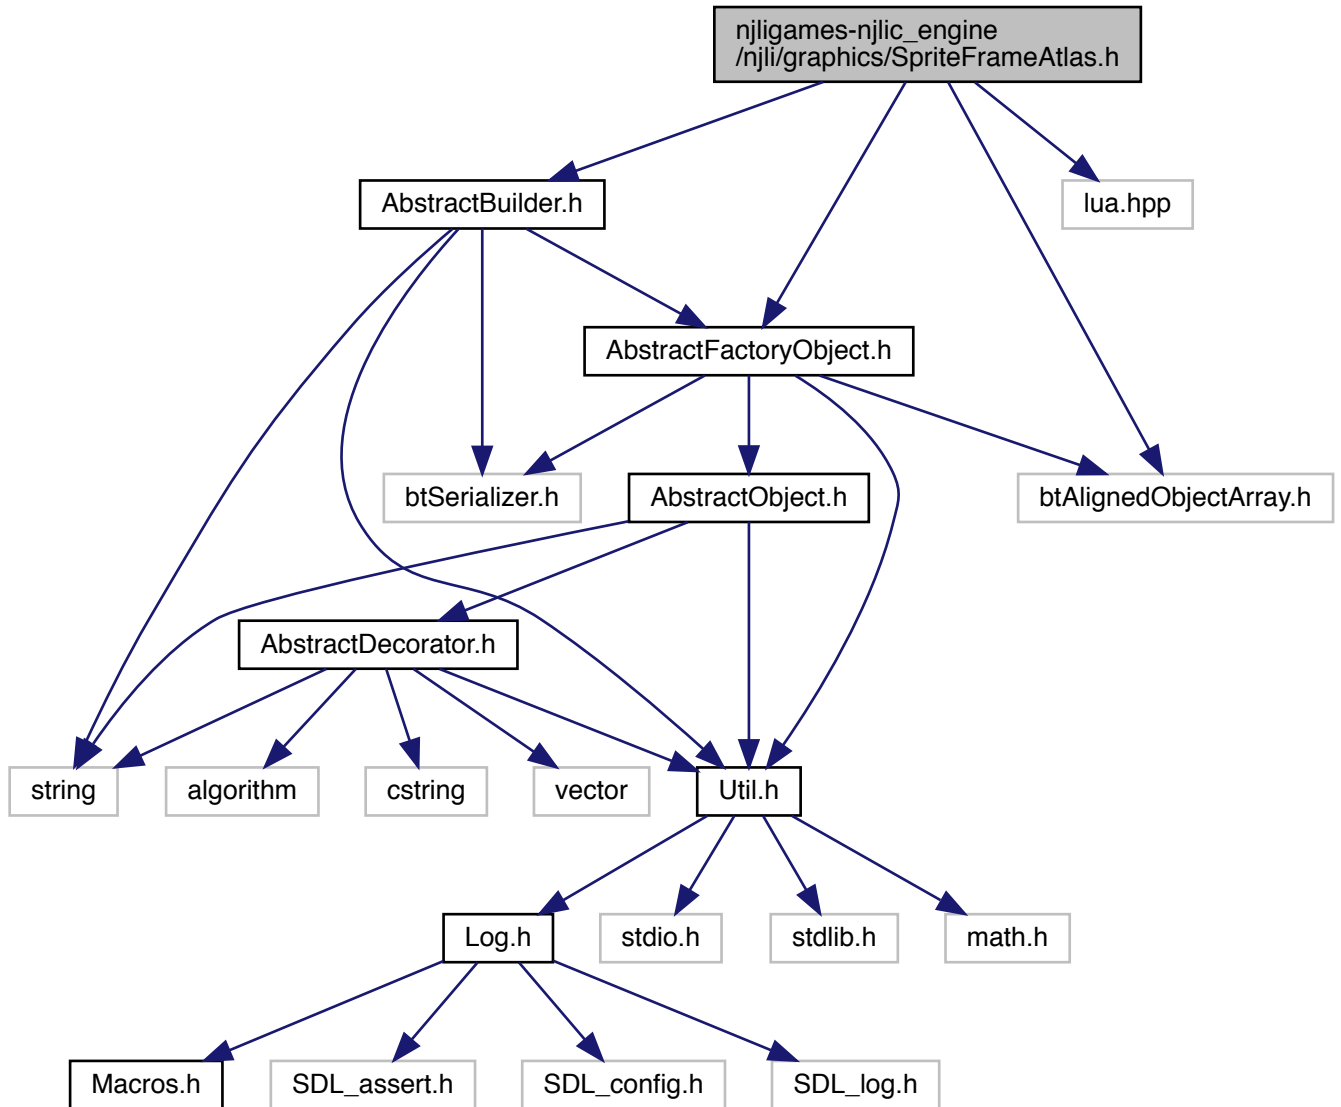 njligames-njlic_engine
/njli/graphics/SpriteFrameAtlas.h
AbstractBuilder.h
lua.hpp
AbstractFactoryObject.h
btSerializer.h
AbstractObject.h
btAlignedObjectArray.h
AbstractDecorator.h
string
algorithm
cstring
vector
Util.h
Log.h
stdio.h
stdlib.h
math.h
Macros.h
SDL_assert.h
SDL_config.h
SDL_log.h